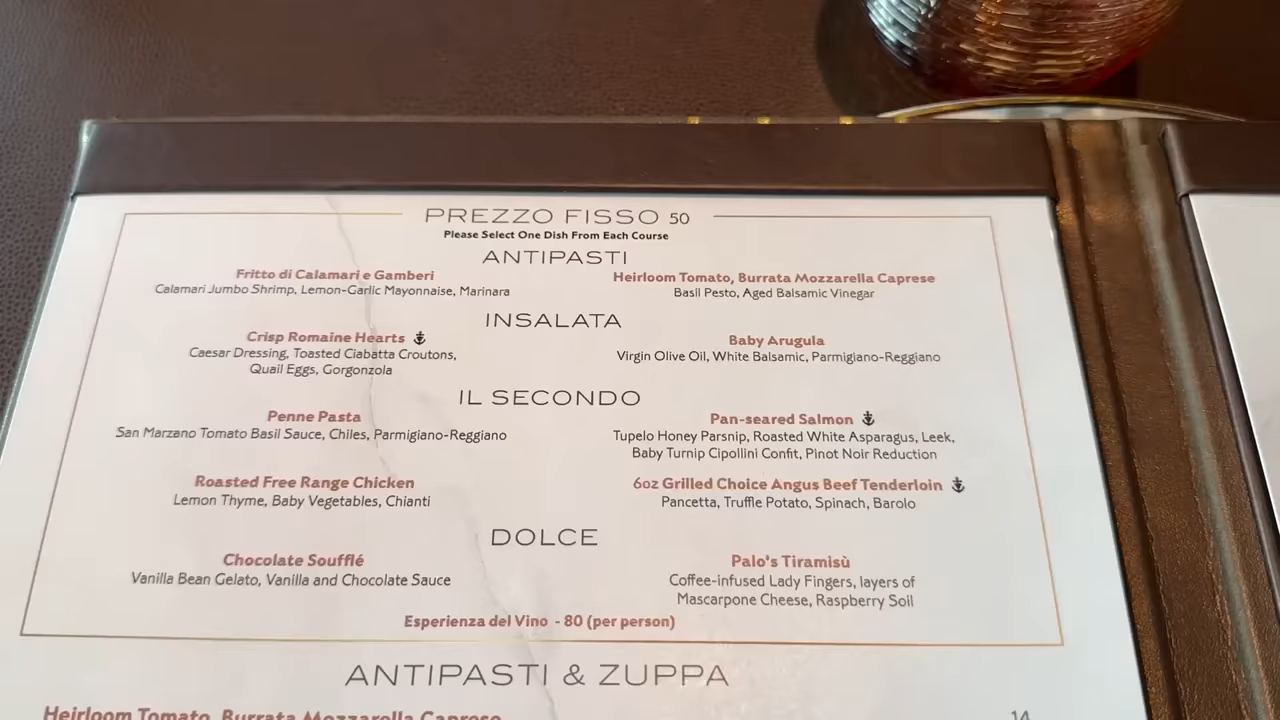 PREZZO FISSO 50
Please Select One Dish From Each Course
ANTIPASTI
Fritto di Calamari e Gamberi
Calamari Jumbo Shrimp, Lemon-Garlic Mayonnaise, Marinara
Heirloom Tomato, Burrata Mozzarella Caprese
Basil Pesto, Aged Balsamic Vinegar
INSALATA
Crisp Romaine Hearts
Caesar Dressing, Toasted Ciabatta Croutons,
Quail Eggs, Gorgonzola
Baby Arugula
Virgin Olive Oil, White Balsamic, Parmigiano-Reggiano
IL SECONDO
Penne Pasta
San Marzano Tomato Basil Sauce, Chiles, Parmigiano-Reggiano
Pan-seared Salmon
Tupelo Honey Parsnip, Roasted White Asparagus, Leek,
Baby Turnip Cipollini Confit, Pinot Noir Reduction
Roasted Free Range Chicken
Lemon Thyme, Baby Vegetables, Chianti
6oz Grilled Choice Angus Beef Tenderloin
Pancetta, Truffle Potato, Spinach, Barolo
DOLCE
Chocolate Soufflé
Vanilla Bean Gelato, Vanilla and Chocolate Sauce
Palo's Tiramisù
Coffee-infused Lady Fingers, layers of
Mascarpone Cheese, Raspberry Soil
Esperienza del Vino - 80 (per person)
ANTIPASTI & ZUPPA
Heirloom Tomato, Burrata Mozzarella Caprese 14